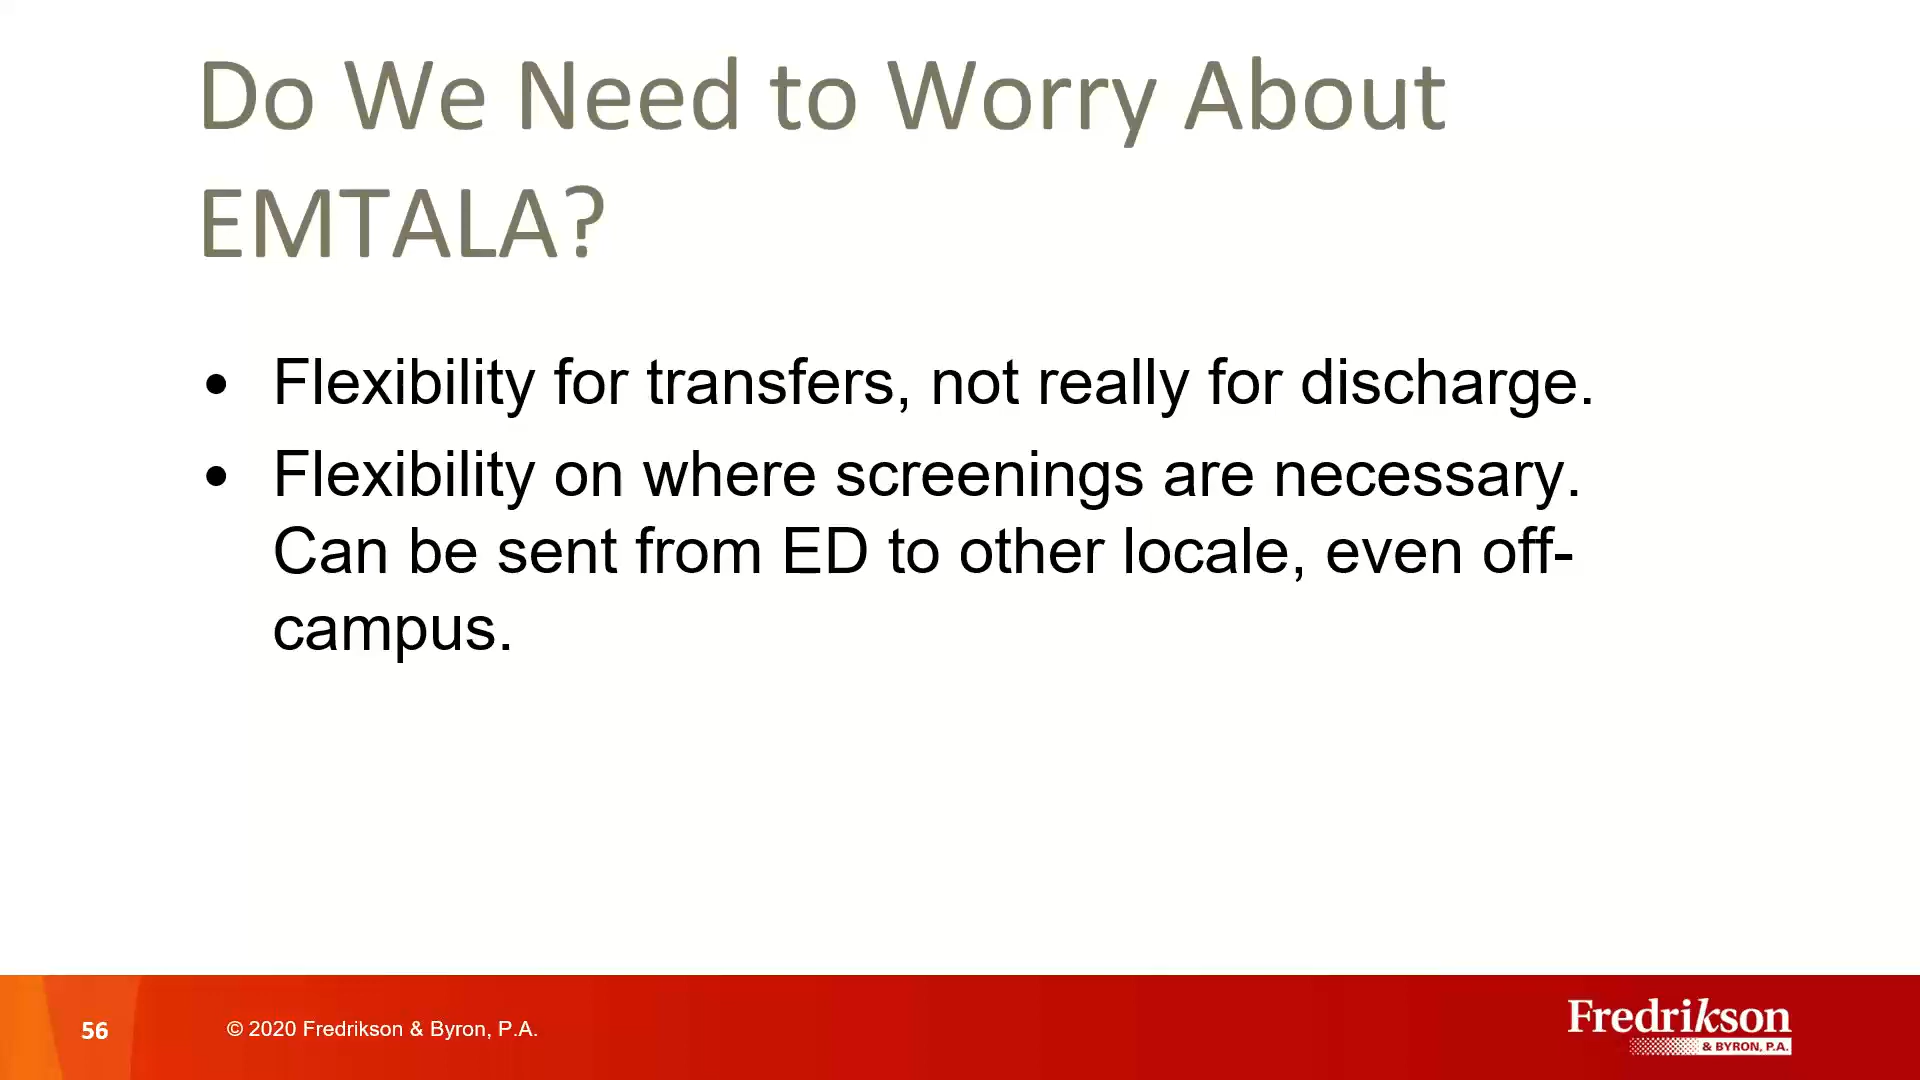 Do We Need to Worry About
EMTALA?
• Flexibility for transfers, not really for discharge.
• Flexibility on where screenings are necessary.
Can be sent from ED to other locale, even off-
campus.
56
© 2020 Fredrikson & Byron, P.A.
Fredrikson
& BYRON, P.A.